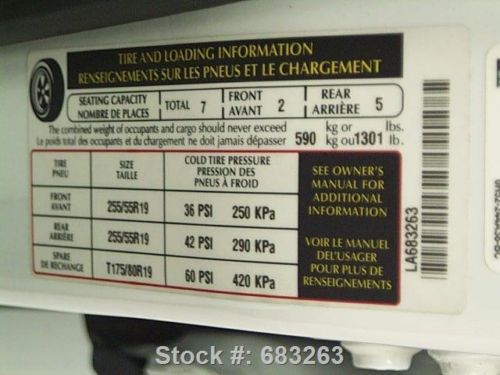 TIRE AND LOADING INFORMATION
RENSEIGNEMENTS SUR LES PNEUS ET LE CHARGEMENT
SEATING CAPACITY
NOMBRE DE PLACES
TOTAL 7
FRONT
AVANT 2
REAR
ARRIÈRE 5
The combined weight of occupants and cargo should never exceed
Le poids total des occupants et du chargement ne doit jamais dépasser
590 kg or 1301 lbs.
kg ou lb.
TIRE
PNEU
SIZE
TAILLE
COLD TIRE PRESSURE
PRESSION DES
PNEUS À FROID
FRONT
AVANT
255/55R19 36 PSI 250 KPa
REAR
ARRIÈRE
255/55R19 42 PSI 290 KPa
SPARE
DE RECHANGE
T175/80R19 60 PSI 420 KPa
SEE OWNER'S
MANUAL FOR
ADDITIONAL
INFORMATION
VOIR LE MANUEL
DE L'USAGER
POUR PLUS DE
RENSEIGNEMENTS
LA683263
Stock #: 683263